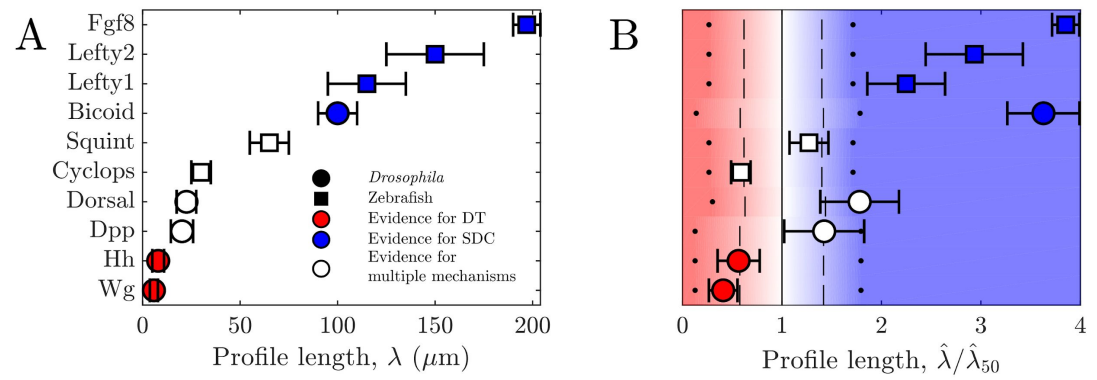 A
Fgf8
Lefty2
Lefty1
Bicoid
Squint
Cyclops
Dorsal
Dpp
Hh
Wg
Drosophila
Zebrafish
Evidence for DT
Evidence for SDC
Evidence for
multiple mechanisms
0 50 100 150 200
Profile length, λ (μm)
B
0 1 2 3 4
Profile length, λ̂/λ̂₅₀